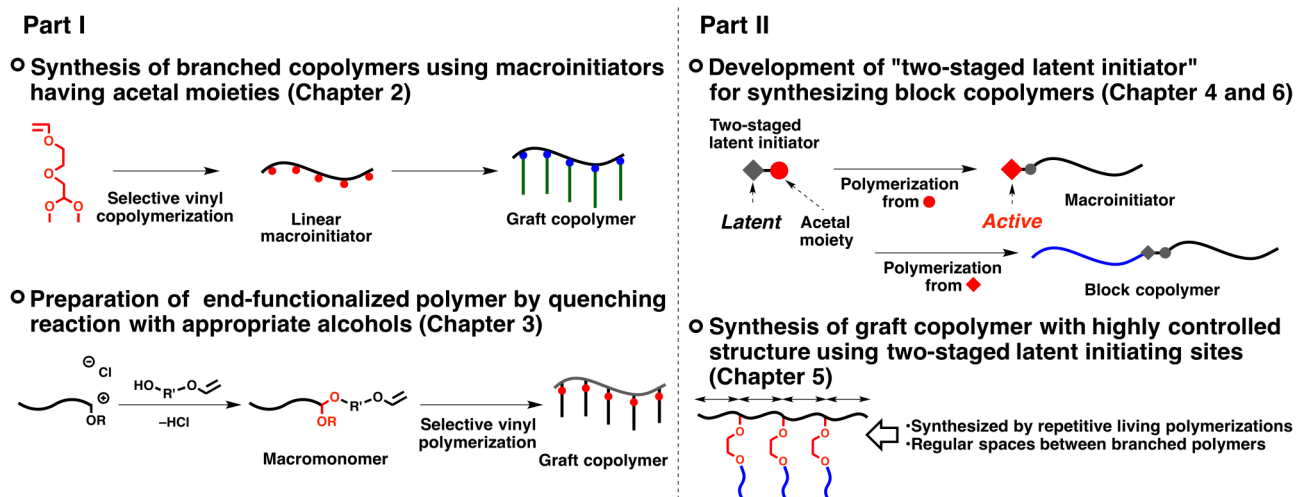 Part I
Synthesis of branched copolymers using macroinitiators
having acetal moieties (Chapter 2)
O
O
O O
Selective vinyl
copolymerization
Linear
macroinitiator
Graft copolymer
Preparation of end-functionalized polymer by quenching
reaction with appropriate alcohols (Chapter 3)
⊖
Cl
⊕
OR
HO R' O
–HCl
O R' O
OR
Macromonomer
Selective vinyl
polymerization
Graft copolymer
Part II
Development of "two-staged latent initiator"
for synthesizing block copolymers (Chapter 4 and 6)
Two-staged
latent initiator
Latent
Acetal
moiety
Polymerization
from
Active
Macroinitiator
Polymerization
from
Block copolymer
Synthesis of graft copolymer with highly controlled
structure using two-staged latent initiating sites
(Chapter 5)
O O O
O O O
•Synthesized by repetitive living polymerizations
•Regular spaces between branched polymers